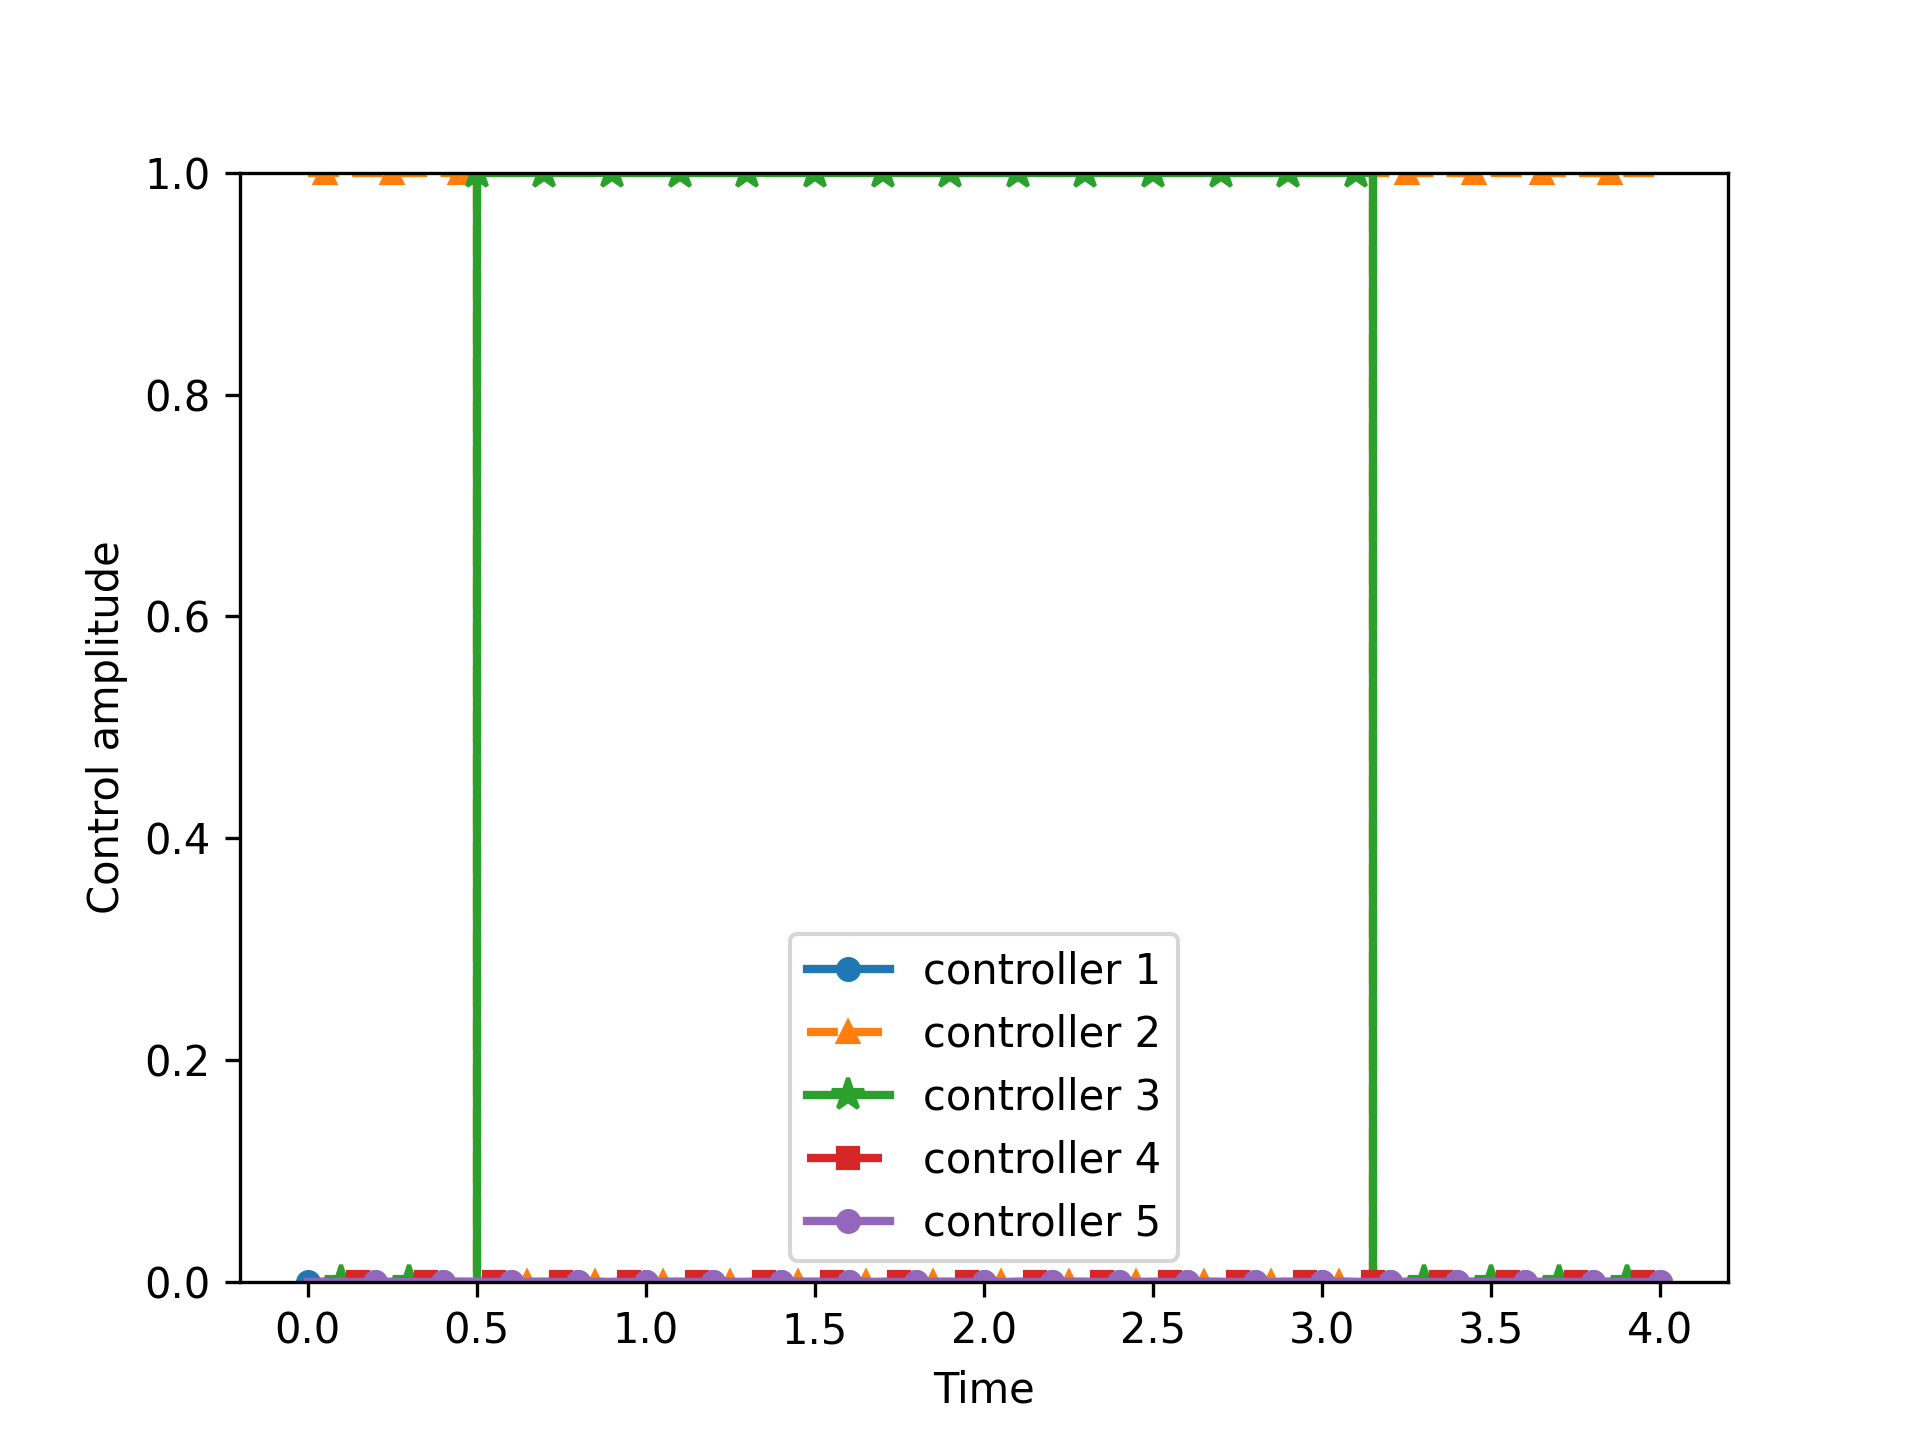 1.0
0.8
0.6
0.4
0.2
0.0
Control amplitude
controller 1
controller 2
controller 3
controller 4
controller 5
0.0 0.5 1.0 1.5 2.0 2.5 3.0 3.5 4.0
Time